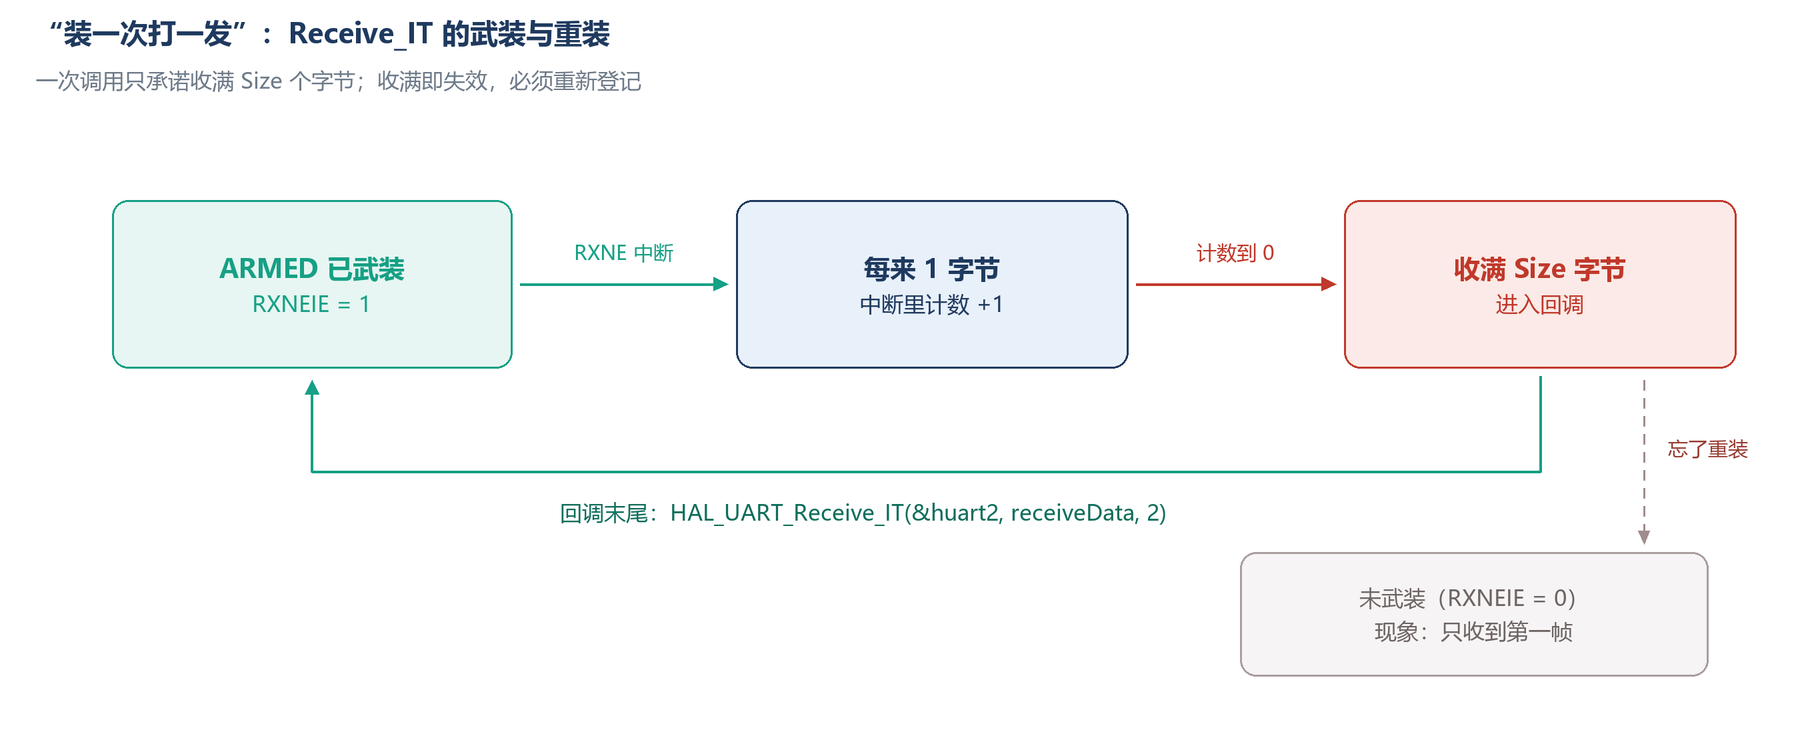 “装一次打一发”：Receive_IT 的武装与重装
一次调用只承诺收满 Size 个字节；收满即失效，必须重新登记
ARMED 已武装
RXNEIE = 1
RXNE 中断
每来 1 字节
中断里计数 +1
计数到 0
收满 Size 字节
进入回调
忘了重装
回调末尾：HAL_UART_Receive_IT(&huart2, receiveData, 2)
未武装（RXNEIE = 0）
现象：只收到第一帧